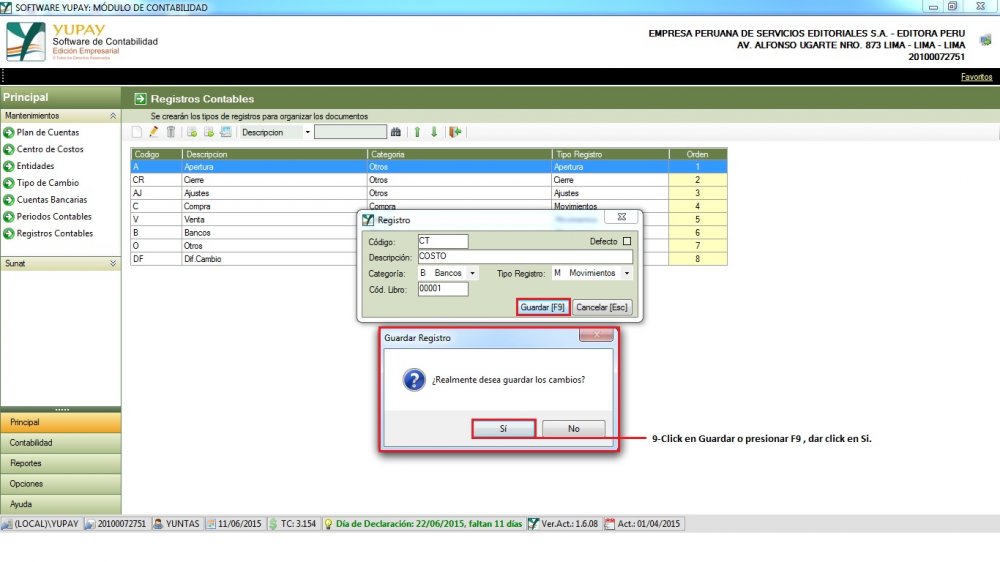 SOFTWARE YUPAY: MÓDULO DE CONTABILIDAD
YUPAY
Software de Contabilidad
Edición Empresarial
© Todos los Derechos Reservados
EMPRESA PERUANA DE SERVICIOS EDITORIALES S.A. - EDITORA PERU
AV. ALFONSO UGARTE NRO. 873 LIMA - LIMA - LIMA
20100072751
Favoritos
Principal
Registros Contables
Mantenimientos
Se crearán los tipos de registros para organizar los documentos
Plan de Cuentas
Centro de Costos
Entidades
Tipo de Cambio
Cuentas Bancarias
Periodos Contables
Registros Contables
Sunat
Descripcion
Codigo Descripcion Categoria Tipo Registro Orden
A Apertura Otros Apertura 1
CR Cierre Otros Cierre 2
AJ Ajustes Otros Ajustes 3
C Compra Compra Movimientos 4
V Venta 5
B Bancos 6
O Otros 7
DF Dif.Cambio 8
Registro
Código: CT Defecto
Descripción: COSTO
Categoría: B Bancos Tipo Registro: M Movimientos
Cód. Libro: 00001
Guardar [F9] Cancelar [Esc]
Guardar Registro
¿Realmente desea guardar los cambios?
Sí No
9-Click en Guardar o presionar F9 , dar click en Si.
Principal
Contabilidad
Reportes
Opciones
Ayuda
(LOCAL)\YUPAY 20100072751 YUNTAS 11/06/2015 TC: 3.154 Día de Declaración: 22/06/2015, faltan 11 días Ver.Act.: 1.6.08 Act.: 01/04/2015